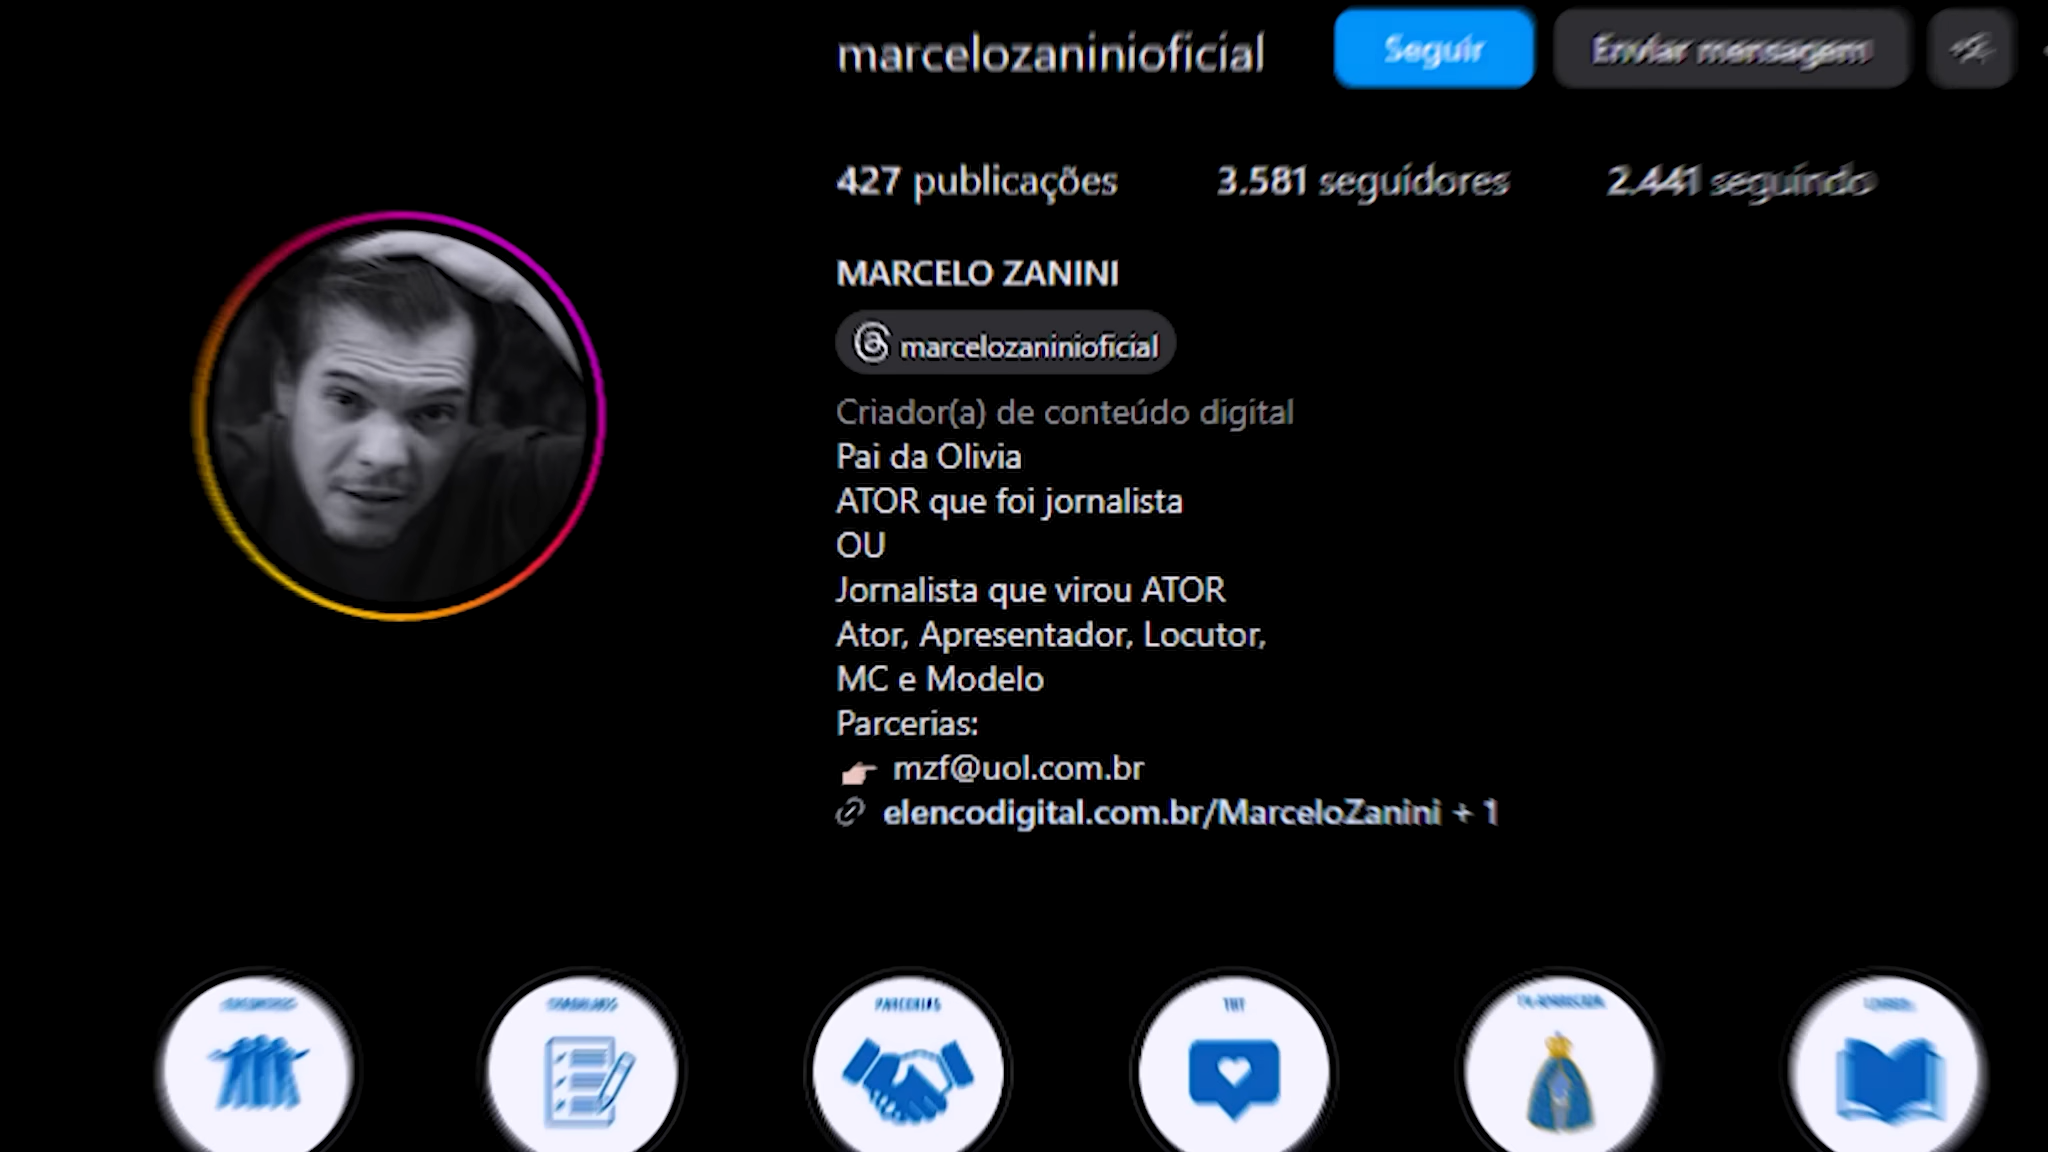 marcelozaninioficial
Seguir
Enviar mensagem
427 publicações
3.581 seguidores
2.441 seguindo
MARCELO ZANINI
marcelozaninioficial
Criador(a) de conteúdo digital
Pai da Olivia
ATOR que foi jornalista
OU
Jornalista que virou ATOR
Ator, Apresentador, Locutor,
MC e Modelo
Parcerias:
mzf@uol.com.br
elencodigital.com.br/MarceloZanini + 1
PARCERIAS
TBT